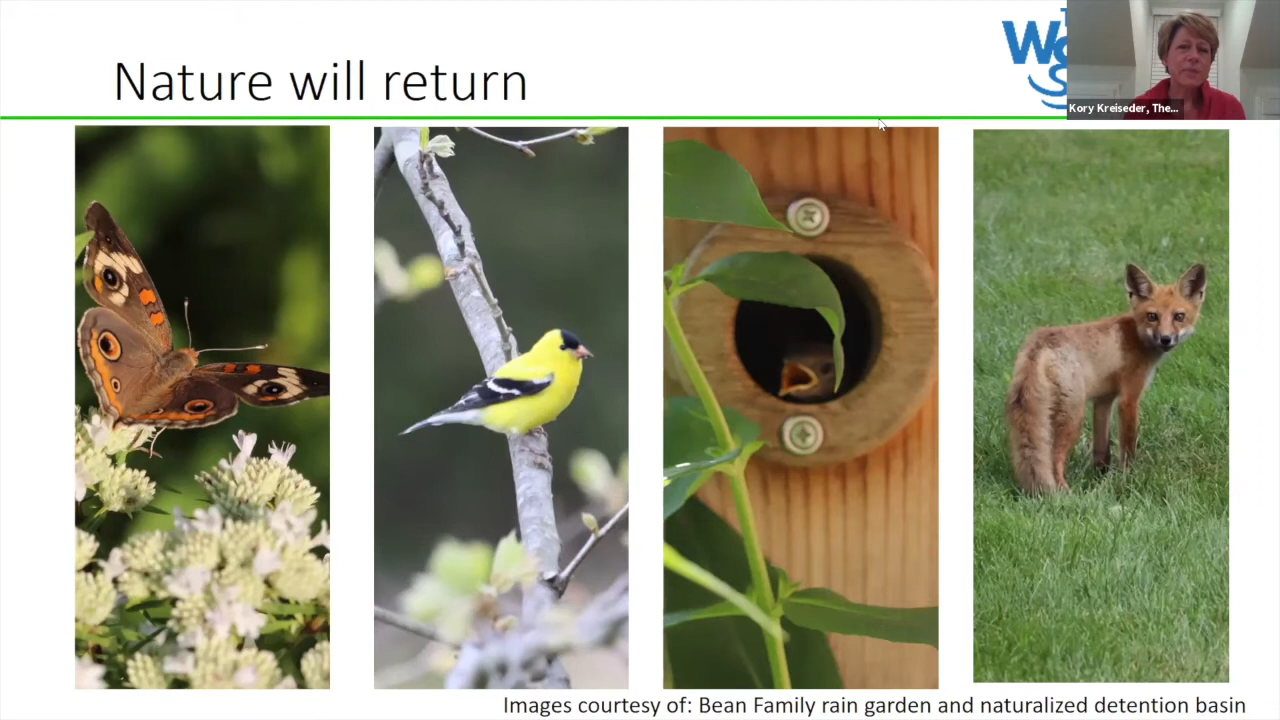 Nature will return
Kory Kreiseder, The...
Images courtesy of: Bean Family rain garden and naturalized detention basin